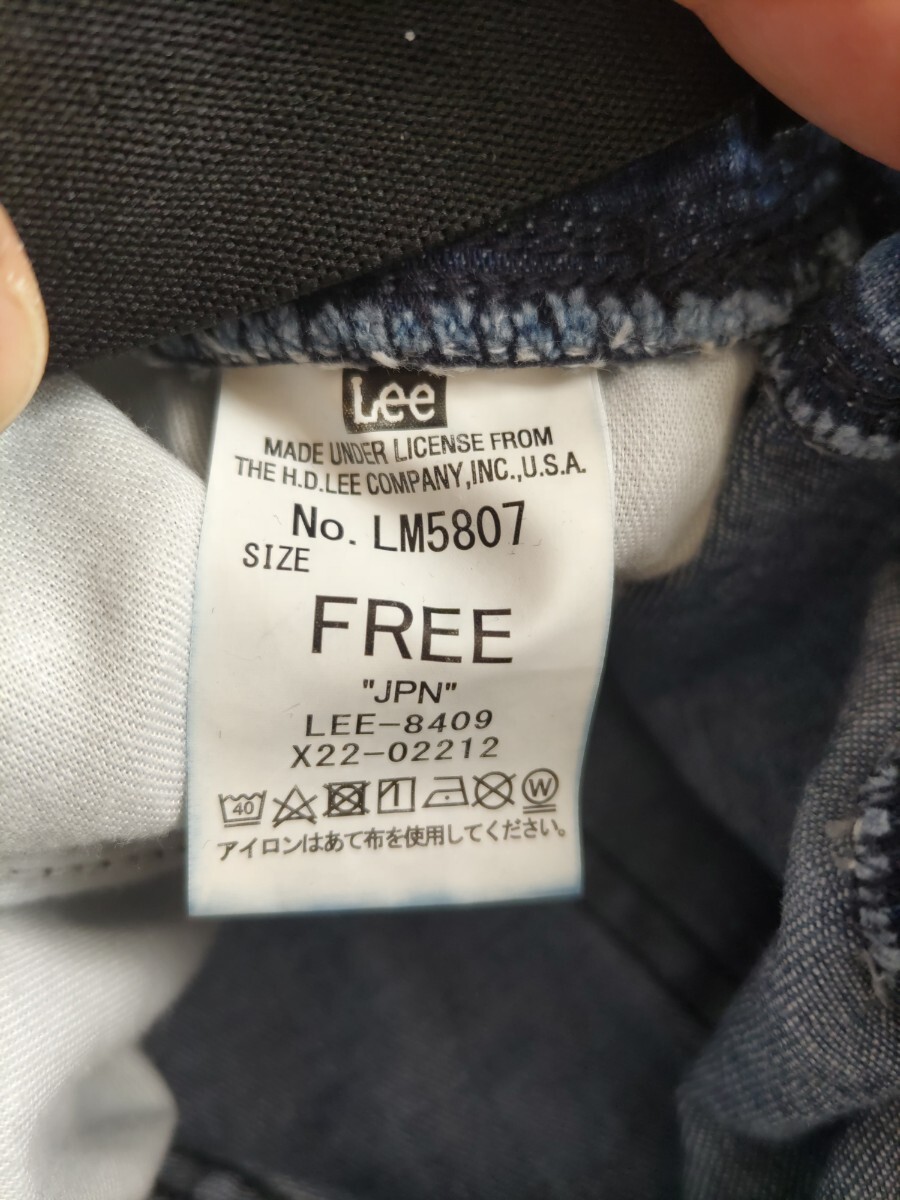 Lee
MADE UNDER LICENSE FROM
THE H.D.LEE COMPANY,INC.,U.S.A.
No. LM5807
SIZE
FREE
"JPN"
LEE-8409
X22-02212
40 W
アイロンはあて布を使用してください。